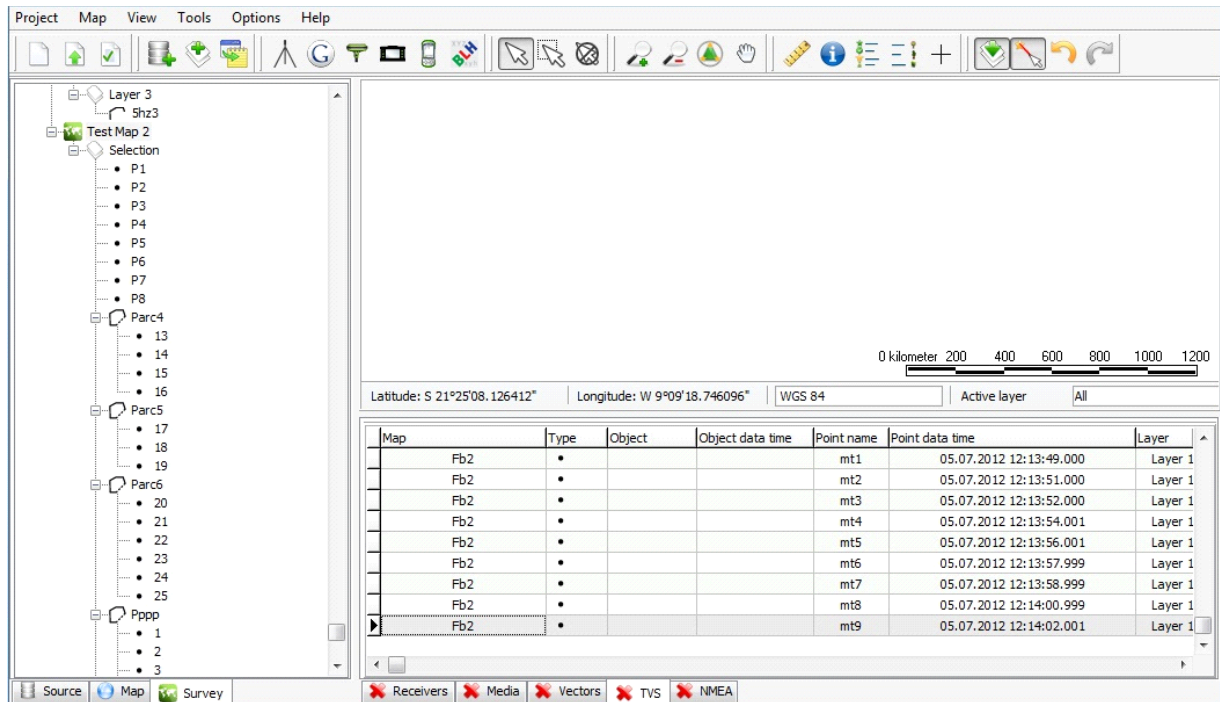 Project Map View Tools Options Help
G
BLH
Layer 3
5hz3
Test Map 2
Selection
P1
P2
P3
P4
P5
P6
P7
P8
Parc4
13
14
15
16
Parc5
17
18
19
Parc6
20
21
22
23
24
25
Pppp
1
2
3
Source Map Survey
0 kilometer 200 400 600 800 1000 1200
Latitude: S 21°25'08.126412" Longitude: W 9°09'18.746096" WGS 84 Active layer All
Map Type Object Object data time Point name Point data time Layer
Fb2 • mt1 05.07.2012 12:13:49.000 Layer 1
Fb2 • mt2 05.07.2012 12:13:51.000 Layer 1
Fb2 • mt3 05.07.2012 12:13:52.000 Layer 1
Fb2 • mt4 05.07.2012 12:13:54.001 Layer 1
Fb2 • mt5 05.07.2012 12:13:56.001 Layer 1
Fb2 • mt6 05.07.2012 12:13:57.999 Layer 1
Fb2 • mt7 05.07.2012 12:13:58.999 Layer 1
Fb2 • mt8 05.07.2012 12:14:00.999 Layer 1
Fb2 • mt9 05.07.2012 12:14:02.001 Layer 1
Receivers Media Vectors TVS NMEA